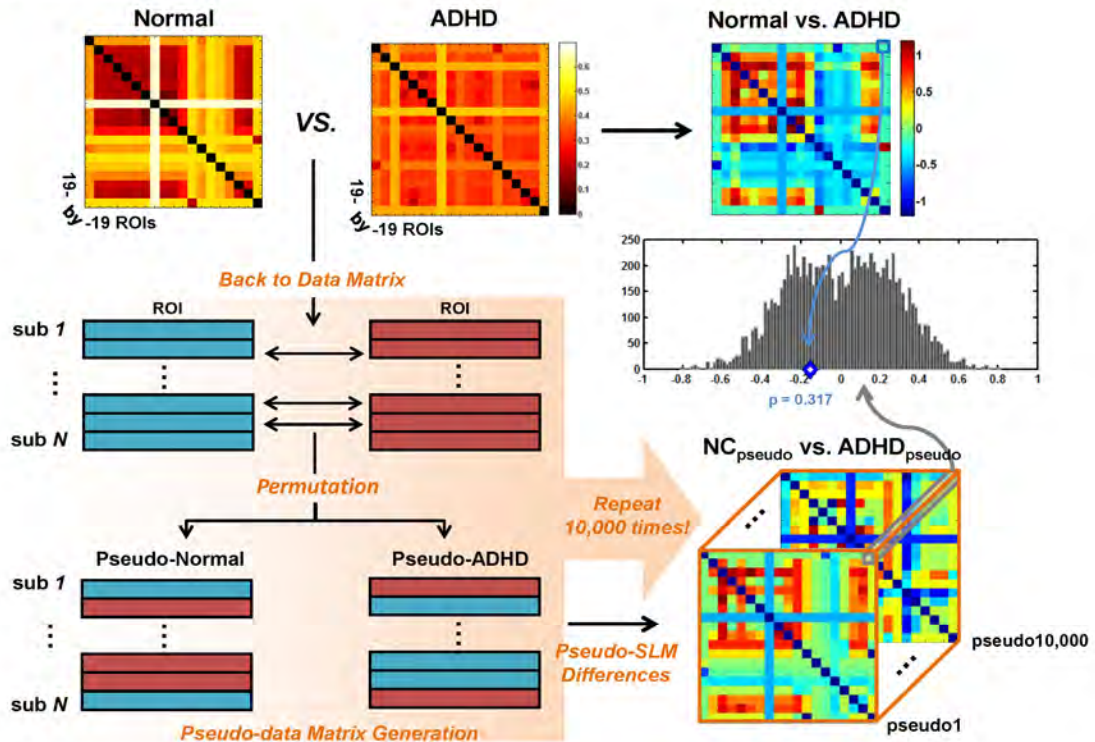 Normal
ADHD
Normal vs. ADHD
VS.
0.6
0.5
0.4
0.3
0.2
0.1
0
1
0.5
0
-0.5
-1
19- by -19 ROIs
19- by -19 ROIs
Back to Data Matrix
ROI
ROI
sub 1
sub N
250
200
150
100
50
0
-1 -0.8 -0.6 -0.4 -0.2 0 0.2 0.4 0.6 0.8 1
p = 0.317
Permutation
NCpseudo vs. ADHDpseudo
Repeat
10,000 times!
Pseudo-Normal
Pseudo-ADHD
sub 1
sub N
Pseudo-SLM
Differences
pseudo10,000
pseudo1
Pseudo-data Matrix Generation